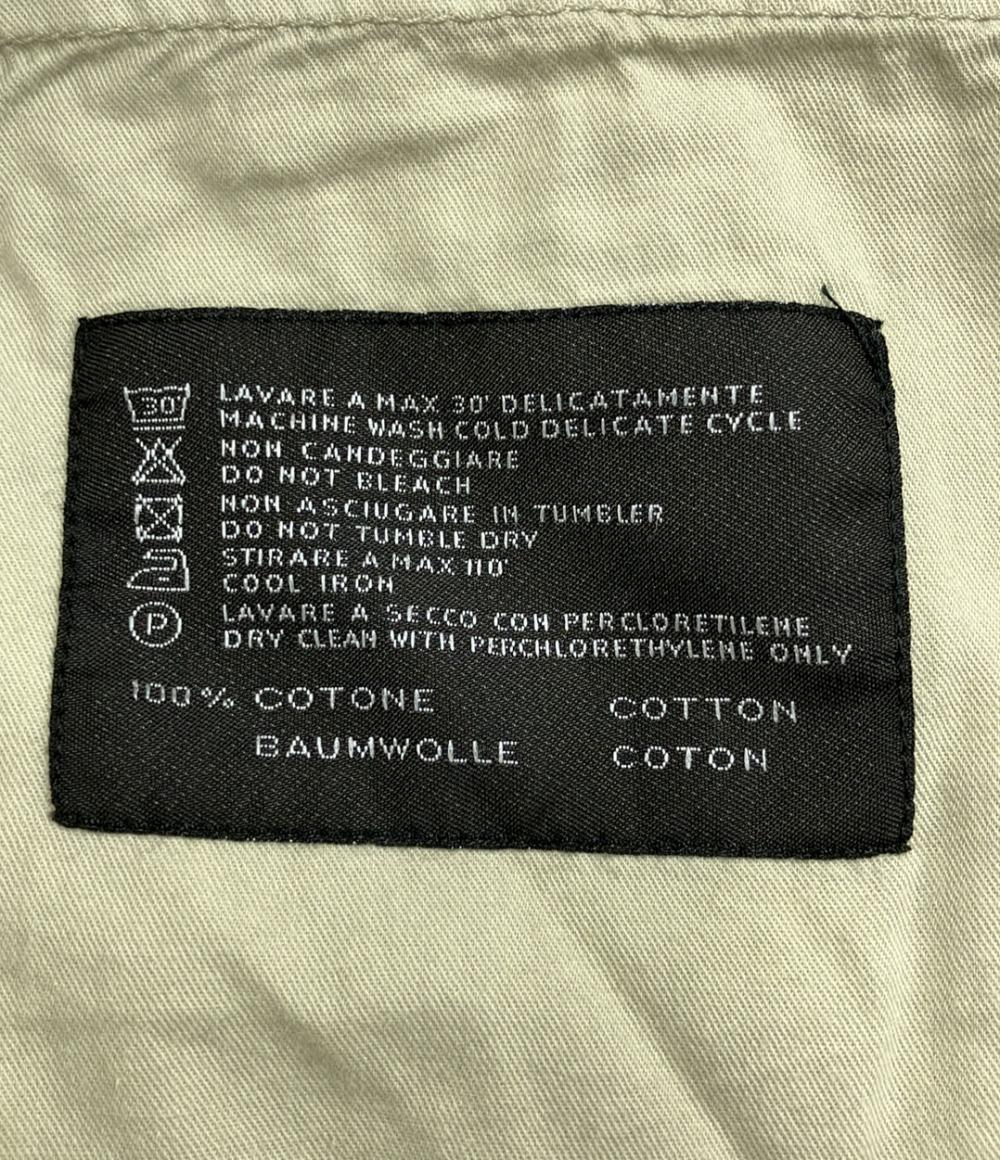 30°
LAVARE A MAX 30° DELICATAMENTE
MACHINE WASH COLD DELICATE CYCLE
NON CANDEGGIARE
DO NOT BLEACH
NON ASCIUGARE IN TUMBLER
DO NOT TUMBLE DRY
STIRARE A MAX 110°
COOL IRON
P
LAVARE A SECCO CON PERCLORETILENE
DRY CLEAN WITH PERCHLORETHYLENE ONLY
100% COTONE COTTON
BAUMWOLLE COTON